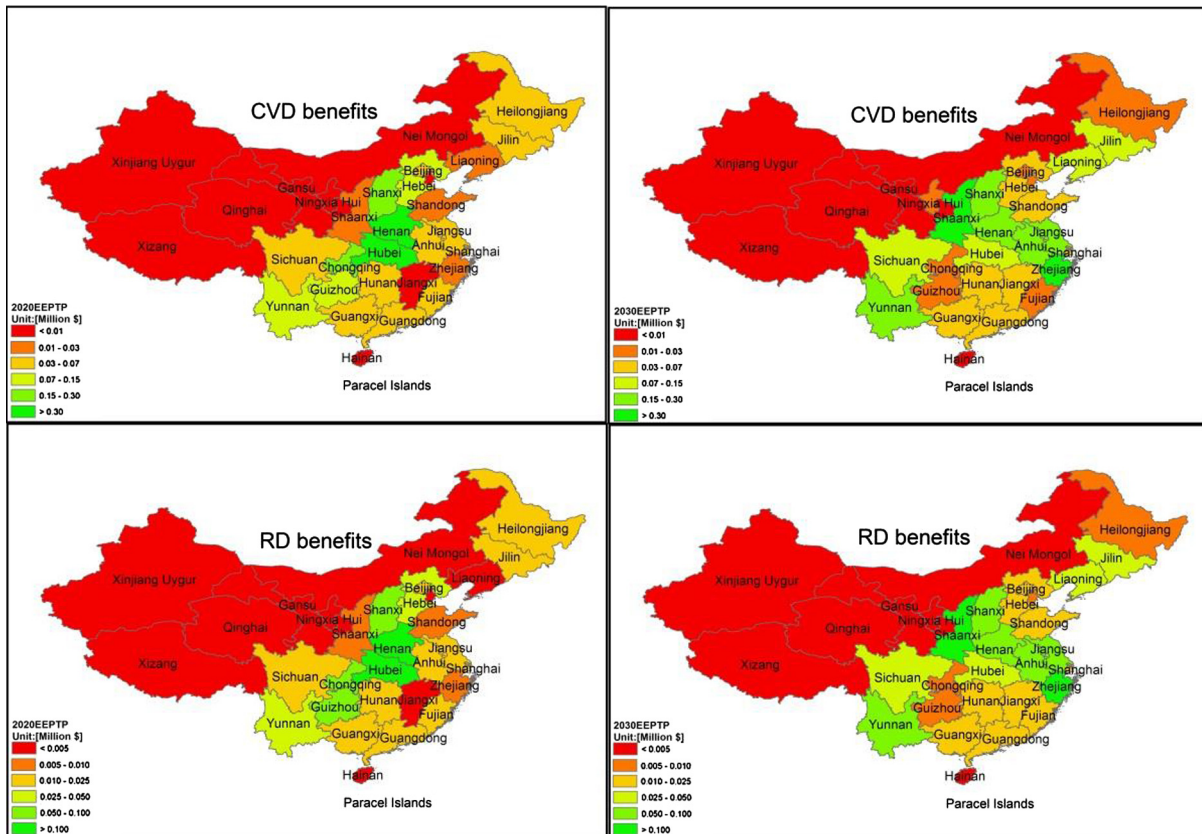 CVD benefits
Heilongjiang
Jilin
Nei Mongol
Liaoning
Xinjiang Uygur
Beijing
Hebei
Gansu
Shanxi
Ningxia Hui
Shandong
Qinghai
Shaanxi
Henan
Jiangsu
Xizang
Anhui
Shanghai
Hubei
Sichuan
Chongqing
Zhejiang
Hunan
Jiangxi
Guizhou
Fujian
Yunnan
Guangxi
Guangdong
Hainan
Paracel Islands
2020EEPTP
Unit:[Million $]
< 0.01
0.01 - 0.03
0.03 - 0.07
0.07 - 0.15
0.15 - 0.30
> 0.30
CVD benefits
Heilongjiang
Jilin
Nei Mongol
Liaoning
Xinjiang Uygur
Beijing
Hebei
Gansu
Shanxi
Ningxia Hui
Shandong
Qinghai
Shaanxi
Henan
Jiangsu
Xizang
Anhui
Shanghai
Hubei
Sichuan
Chongqing
Zhejiang
Hunan
Jiangxi
Guizhou
Fujian
Yunnan
Guangxi
Guangdong
Hainan
Paracel Islands
2030EEPTP
Unit:[Million $]
< 0.01
0.01 - 0.03
0.03 - 0.07
0.07 - 0.15
0.15 - 0.30
> 0.30
RD benefits
Heilongjiang
Jilin
Nei Mongol
Liaoning
Xinjiang Uygur
Beijing
Hebei
Gansu
Shanxi
Ningxia Hui
Shandong
Qinghai
Shaanxi
Henan
Jiangsu
Xizang
Anhui
Shanghai
Hubei
Sichuan
Chongqing
Zhejiang
Hunan
Jiangxi
Guizhou
Fujian
Yunnan
Guangxi
Guangdong
Hainan
Paracel Islands
2020EEPTP
Unit:[Million $]
< 0.005
0.005 - 0.010
0.010 - 0.025
0.025 - 0.050
0.050 - 0.100
> 0.100
RD benefits
Heilongjiang
Jilin
Nei Mongol
Liaoning
Xinjiang Uygur
Beijing
Hebei
Gansu
Shanxi
Ningxia Hui
Shandong
Qinghai
Shaanxi
Henan
Jiangsu
Xizang
Anhui
Shanghai
Hubei
Sichuan
Chongqing
Zhejiang
Hunan
Jiangxi
Guizhou
Fujian
Yunnan
Guangxi
Guangdong
Hainan
Paracel Islands
2030EEPTP
Unit:[Million $]
< 0.005
0.005 - 0.010
0.010 - 0.025
0.025 - 0.050
0.050 - 0.100
> 0.100